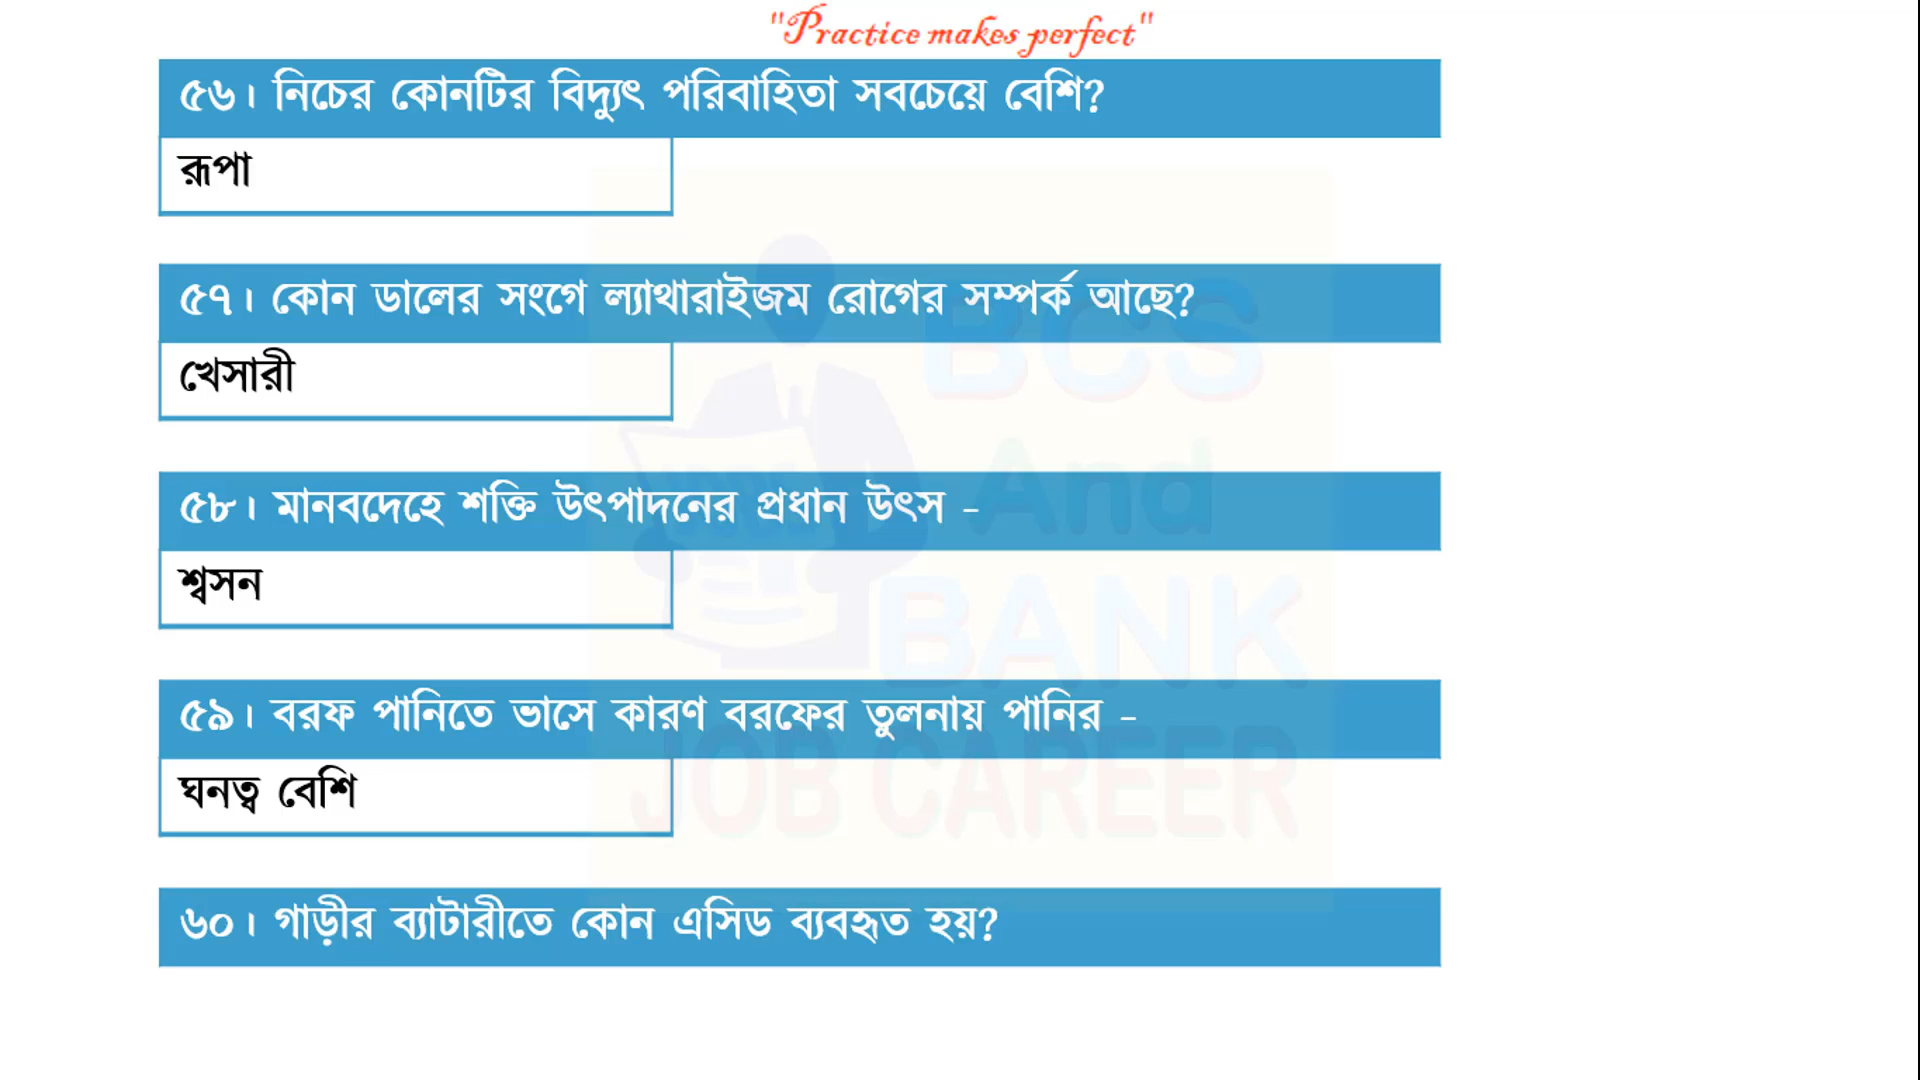 "Practice makes perfect"
৫৬। নিচের কোনটির বিদ্যুৎ পরিবাহিতা সবচেয়ে বেশি?
রূপা
৫৭। কোন ডালের সংগে ল্যাথারাইজম রোগের সম্পর্ক আছে?
খেসারী
৫৮। মানবদেহে শক্তি উৎপাদনের প্রধান উৎস -
শ্বসন
৫৯। বরফ পানিতে ভাসে কারণ বরফের তুলনায় পানির -
ঘনত্ব বেশি
৬০। গাড়ীর ব্যাটারীতে কোন এসিড ব্যবহৃত হয়?
BCS
And
BANK
JOB CAREER